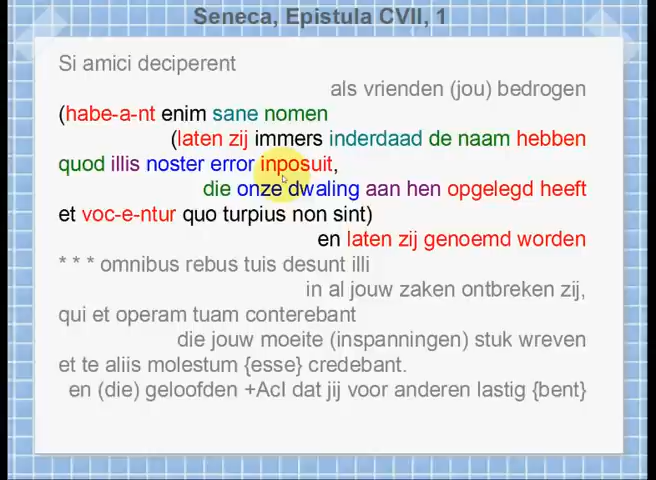 Seneca, Epistula CVII, 1
Si amici deciperent
als vrienden (jou) bedrogen
(habe-a-nt enim sane nomen
(laten zij immers inderdaad de naam hebben
quod illis noster error inposuit,
die onze dwaling aan hen opgelegd heeft
et voc-e-ntur quo turpius non sint)
en laten zij genoemd worden
* * * omnibus rebus tuis desunt illi
in al jouw zaken ontbreken zij,
qui et operam tuam conterebant
die jouw moeite (inspanningen) stuk wreven
et te aliis molestum {esse} credebant.
en (die) geloofden +AcI dat jij voor anderen lastig {bent}